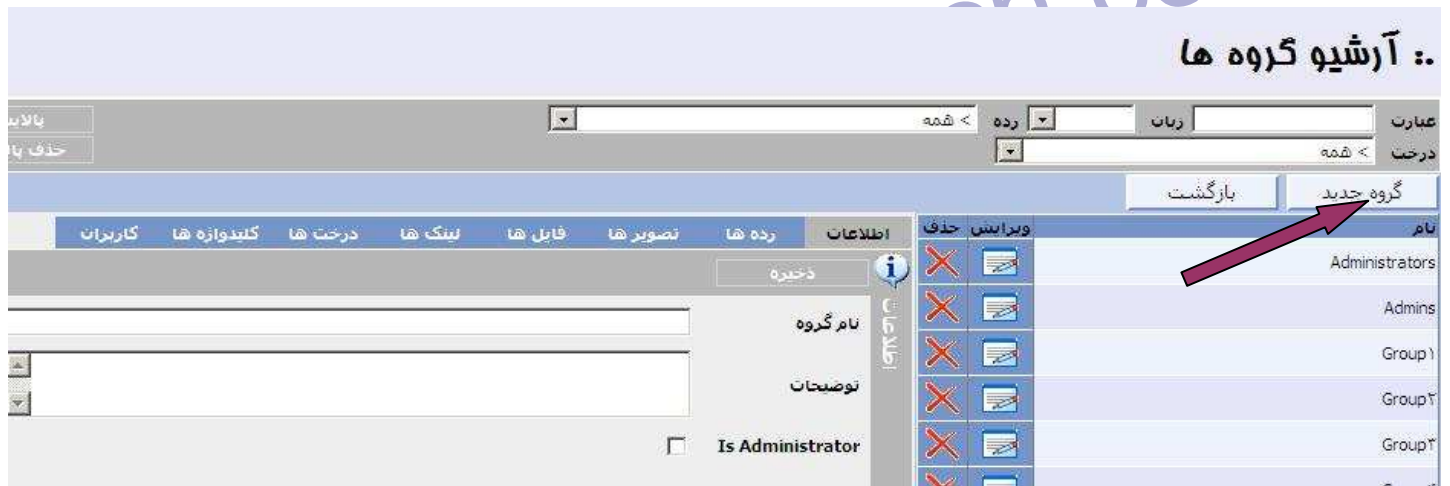 .: آرشیو گروه ها
عبارت زبان رده > همه
درخت > همه
گروه جدید بازگشت
نام ویرایش حذف
Administrators
Admins
Group۱
Group۲
Group۳
اطلاعات رده ها تصویر ها فایل ها لینک ها درخت ها کلیدواژه ها کاربران
ذخیره
اطلاعات
نام گروه
توضیحات
Is Administrator